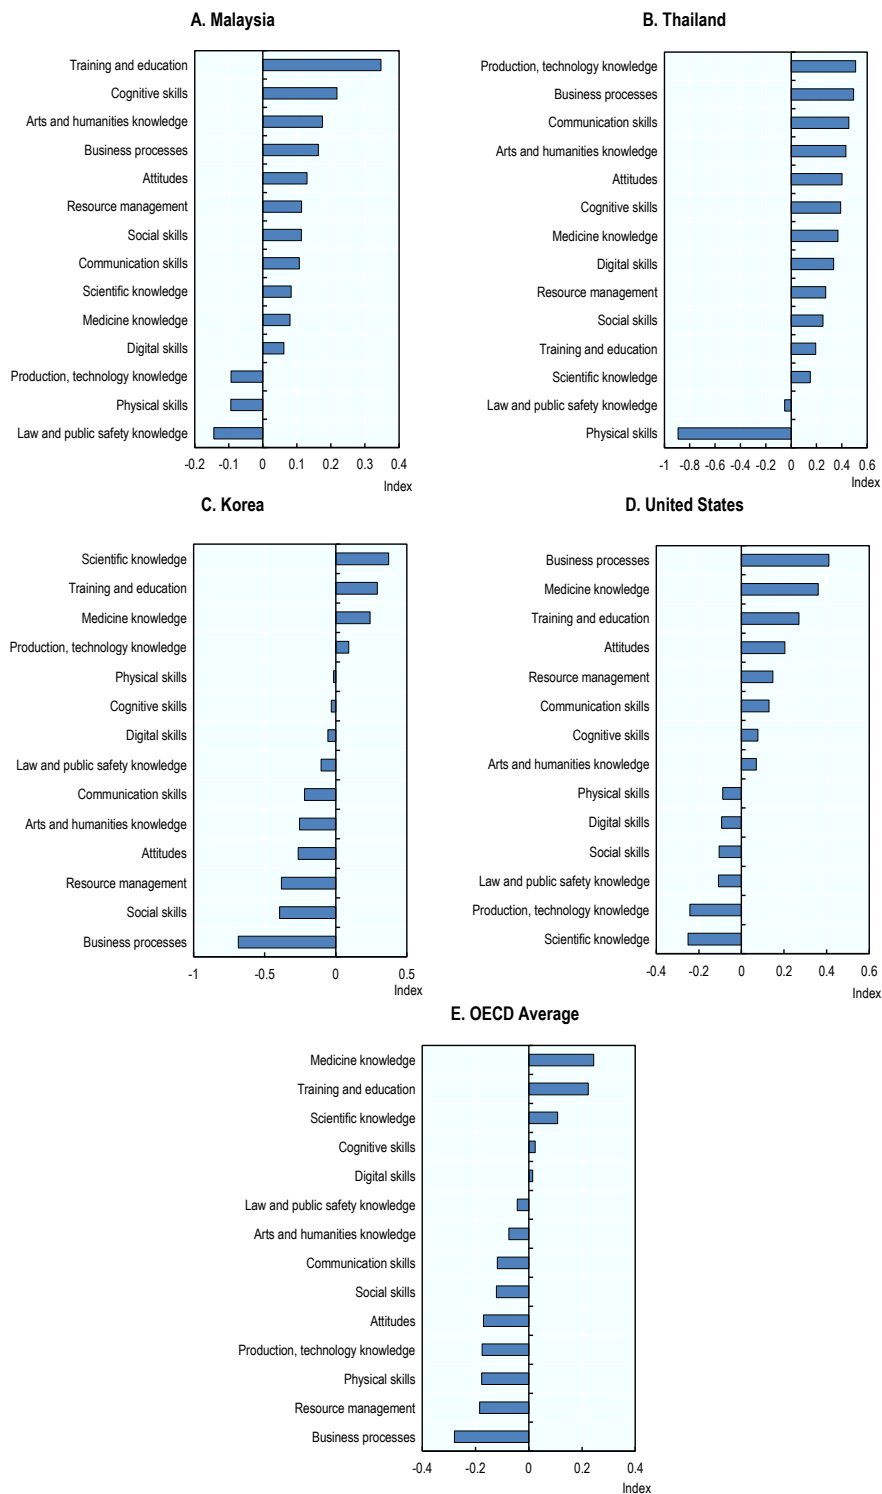 A. Malaysia
Training and education
Cognitive skills
Arts and humanities knowledge
Business processes
Attitudes
Resource management
Social skills
Communication skills
Scientific knowledge
Medicine knowledge
Digital skills
Production, technology knowledge
Physical skills
Law and public safety knowledge
-0.2 -0.1 0 0.1 0.2 0.3 0.4
Index
B. Thailand
Production, technology knowledge
Business processes
Communication skills
Arts and humanities knowledge
Attitudes
Cognitive skills
Medicine knowledge
Digital skills
Resource management
Social skills
Training and education
Scientific knowledge
Law and public safety knowledge
Physical skills
-1 -0.8 -0.6 -0.4 -0.2 0 0.2 0.4 0.6
Index
C. Korea
Scientific knowledge
Training and education
Medicine knowledge
Production, technology knowledge
Physical skills
Cognitive skills
Digital skills
Law and public safety knowledge
Communication skills
Arts and humanities knowledge
Attitudes
Resource management
Social skills
Business processes
-1 -0.5 0 0.5
Index
D. United States
Business processes
Medicine knowledge
Training and education
Attitudes
Resource management
Communication skills
Cognitive skills
Arts and humanities knowledge
Physical skills
Digital skills
Social skills
Law and public safety knowledge
Production, technology knowledge
Scientific knowledge
-0.4 -0.2 0 0.2 0.4 0.6
Index
E. OECD Average
Medicine knowledge
Training and education
Scientific knowledge
Cognitive skills
Digital skills
Law and public safety knowledge
Arts and humanities knowledge
Communication skills
Social skills
Attitudes
Production, technology knowledge
Physical skills
Resource management
Business processes
-0.4 -0.2 0 0.2 0.4
Index